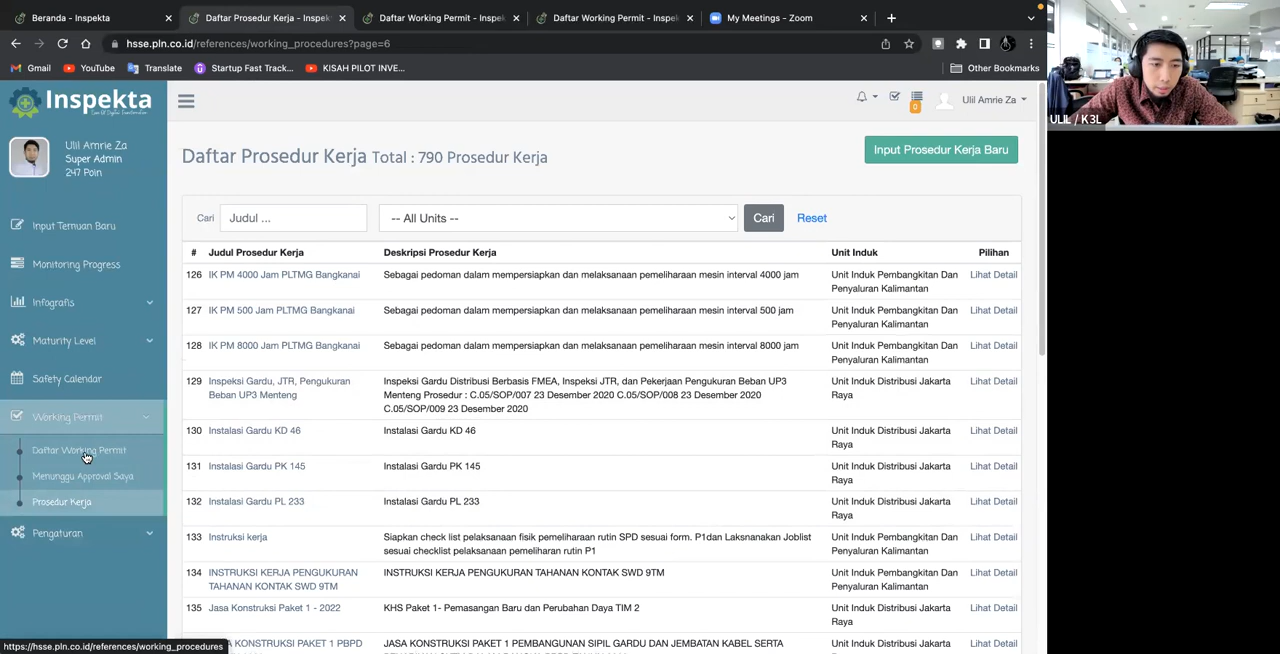 Beranda - Inspekta
Daftar Prosedur Kerja - Inspek
Daftar Working Permit - Inspek
Daftar Working Permit - Inspek
My Meetings - Zoom
hsse.pln.co.id/references/working_procedures?page=6
Gmail
YouTube
Translate
Startup Fast Track...
KISAH PILOT INVE...
Other Bookmarks
Inspekta
Ulil Amrie Za
Super Admin
247 Poin
Input Temuan Baru
Monitoring Progress
Infografis
Maturity Level
Safety Calendar
Working Permit
Daftar Working Permit
Menunggu Approval Saya
Prosedur Kerja
Pengaturan
0
Ulil Amrie Za
Daftar Prosedur Kerja Total : 790 Prosedur Kerja
Input Prosedur Kerja Baru
Cari
Judul ...
-- All Units --
Cari
Reset
# Judul Prosedur Kerja Deskripsi Prosedur Kerja Unit Induk Pilihan
126 IK PM 4000 Jam PLTMG Bangkanai Sebagai pedoman dalam mempersiapkan dan melaksanaan pemeliharaan mesin interval 4000 jam Unit Induk Pembangkitan Dan Lihat Detail
Penyaluran Kalimantan
127 IK PM 500 Jam PLTMG Bangkanai Sebagai pedoman dalam mempersiapkan dan melaksanaan pemeliharaan mesin interval 500 jam Unit Induk Pembangkitan Dan Lihat Detail
Penyaluran Kalimantan
128 IK PM 8000 Jam PLTMG Bangkanai Sebagai pedoman dalam mempersiapkan dan melaksanaan pemeliharaan mesin interval 8000 jam Unit Induk Pembangkitan Dan Lihat Detail
Penyaluran Kalimantan
129 Inspeksi Gardu, JTR, Pengukuran Inspeksi Gardu Distribusi Berbasis FMEA, Inspeksi JTR, dan Pekerjaan Pengukuran Beban UP3 Unit Induk Distribusi Jakarta Lihat Detail
Beban UP3 Menteng Menteng Prosedur : C.05/SOP/007 23 Desember 2020 C.05/SOP/008 23 Desember 2020 Raya
C.05/SOP/009 23 Desember 2020
130 Instalasi Gardu KD 46 Instalasi Gardu KD 46 Unit Induk Distribusi Jakarta Lihat Detail
Raya
131 Instalasi Gardu PK 145 Instalasi Gardu PK 145 Unit Induk Distribusi Jakarta Lihat Detail
Raya
132 Instalasi Gardu PL 233 Instalasi Gardu PL 233 Unit Induk Distribusi Jakarta Lihat Detail
Raya
133 Instruksi kerja Siapkan check list pelaksanaan fisik pemeliharaan rutin SPD sesuai form. P1dan Laksnanakan Joblist Unit Induk Pembangkitan Dan Lihat Detail
sesuai checklist pelaksanaan pemeliharan rutin P1 Penyaluran Kalimantan
134 INSTRUKSI KERJA PENGUKURAN INSTRUKSI KERJA PENGUKURAN TAHANAN KONTAK SWD 9TM Unit Induk Pembangkitan Dan Lihat Detail
TAHANAN KONTAK SWD 9TM Penyaluran Kalimantan
135 Jasa Konstruksi Paket 1 - 2022 KHS Paket 1- Pemasangan Baru dan Perubahan Daya TIM 2 Unit Induk Distribusi Jakarta Lihat Detail
Raya
KONSTRUKSI PAKET 1 PBPD JASA KONSTRUKSI PAKET 1 PEMBANGUNAN SIPIL GARDU DAN JEMBATAN KABEL SERTA Unit Induk Distribusi Jakarta Lihat Detail
https://hsse.pln.co.id/references/working_procedures
ULIL / K3L